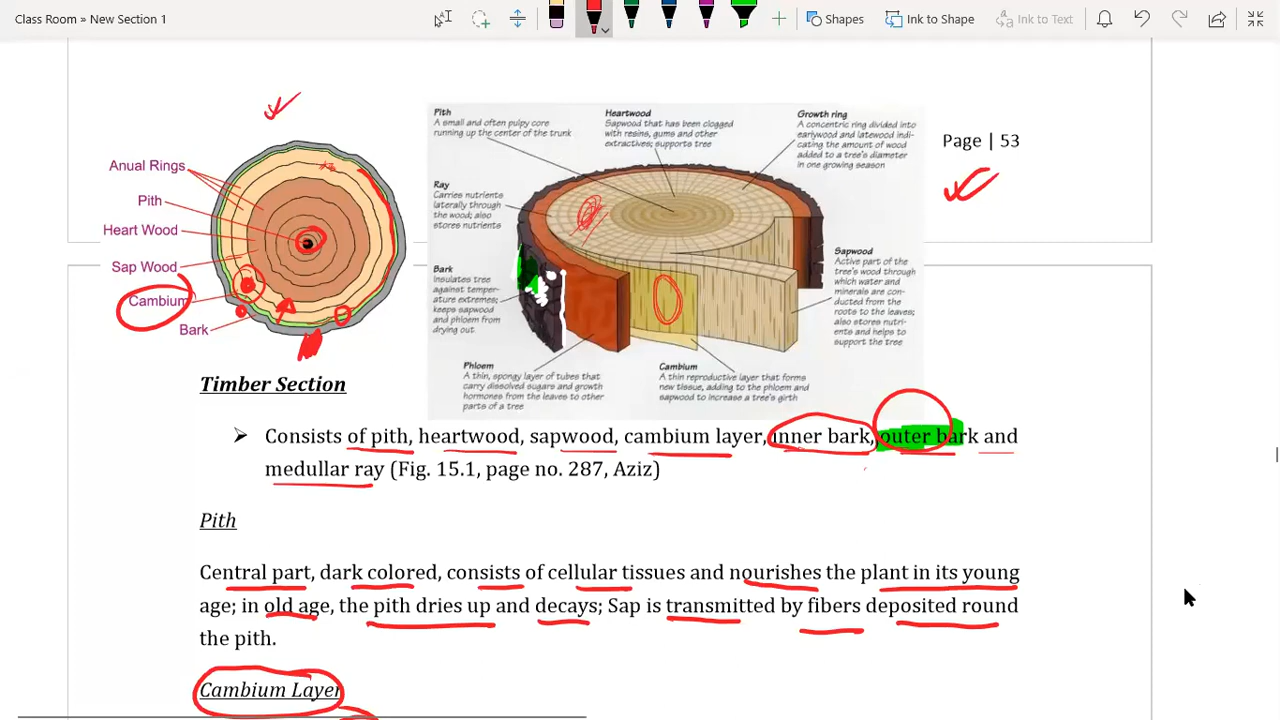 Class Room » New Section 1
Shapes
Ink to Shape
Ink to Text
Anual Rings
Pith
Heart Wood
Sap Wood
Cambium
Bark
Pith
A small and often pulpy core
running up the center of the trunk
Heartwood
Sapwood that has been clogged
with resins, gums and other
extractives; supports tree
Growth ring
A concentric ring divided into
earlywood and latewood indi-
cating the amount of wood
added to a tree's diameter
in one growing season
Page | 53
Ray
Carries nutrients
laterally through
the wood; also
stores nutrients
Bark
Insulates tree
against temper-
ature extremes;
keeps sapwood
and phloem from
drying out
Sapwood
Active part of the
tree's wood through
which water and
minerals are con-
ducted from the
roots to the leaves;
also stores nutri-
ents and helps to
support the tree
Phloem
A thin, spongy layer of tubes that
carry dissolved sugars and growth
hormones from the leaves to other
parts of a tree
Cambium
A thin reproductive layer that forms
new tissue, adding to the phloem and
sapwood to increase a tree's girth
Timber Section
➢ Consists of pith, heartwood, sapwood, cambium layer, inner bark, outer bark and
medullar ray (Fig. 15.1, page no. 287, Aziz)
Pith
Central part, dark colored, consists of cellular tissues and nourishes the plant in its young
age; in old age, the pith dries up and decays; Sap is transmitted by fibers deposited round
the pith.
Cambium Layer